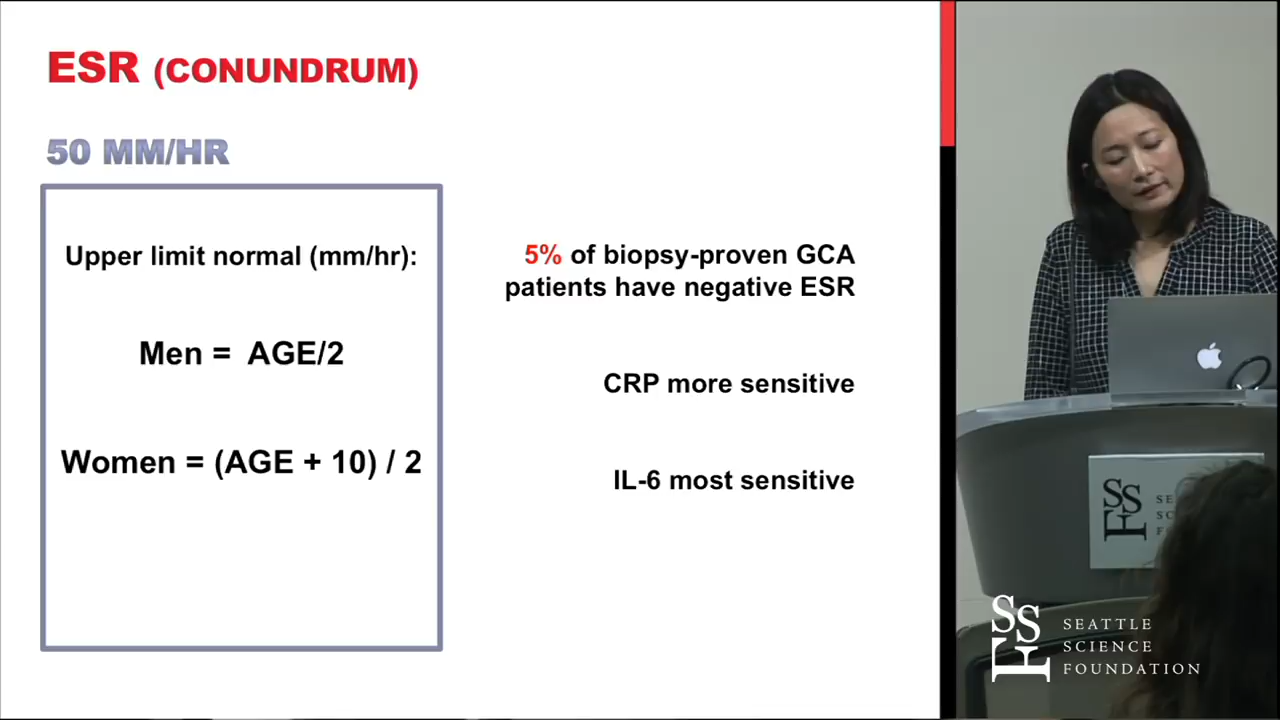 ESR (CONUNDRUM)
50 MM/HR
Upper limit normal (mm/hr):
Men = AGE/2
Women = (AGE + 10) / 2
5% of biopsy-proven GCA
patients have negative ESR
CRP more sensitive
IL-6 most sensitive
SSF
SEATTLE
SCIENCE
FOUNDATION